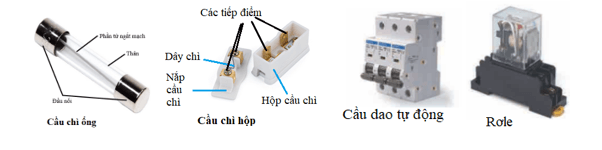 Phần tử ngắt mạch
Thân
Đầu nối
Cầu chì ống
Các tiếp điểm
Dây chì
Nắp
cầu
chì
Hộp cầu chì
Cầu chì hộp
Cầu dao tự động
Rơle